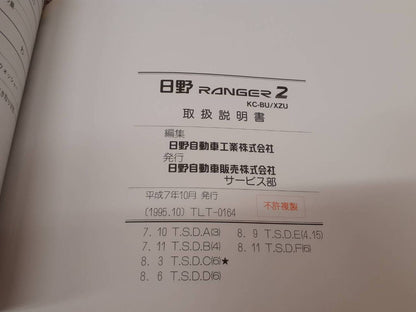 日野 RANGER 2
KC-BU/XZU
取扱説明書
編集
日野自動車工業株式会社
発行
日野自動車販売株式会社
サービス部
平成7年10月 発行
(1995.10) TLT-0164
不許複製
7. 10 T.S.D.A(3) 8. 9 T.S.D.E(4,15)
7. 11 T.S.D.B(4) 8. 11 T.S.D.F(6)
8. 3 T.S.D.C(6)★
8. 6 T.S.D.D(6)